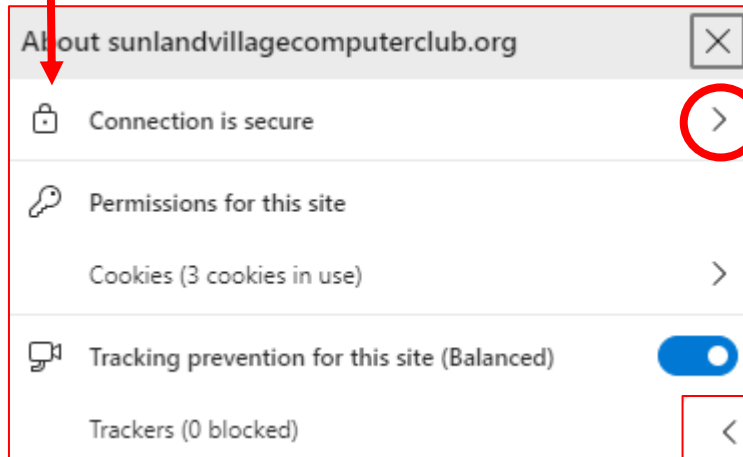 About sunlandvillagecomputerclub.org
Connection is secure
Permissions for this site
Cookies (3 cookies in use)
Tracking prevention for this site (Balanced)
Trackers (0 blocked)